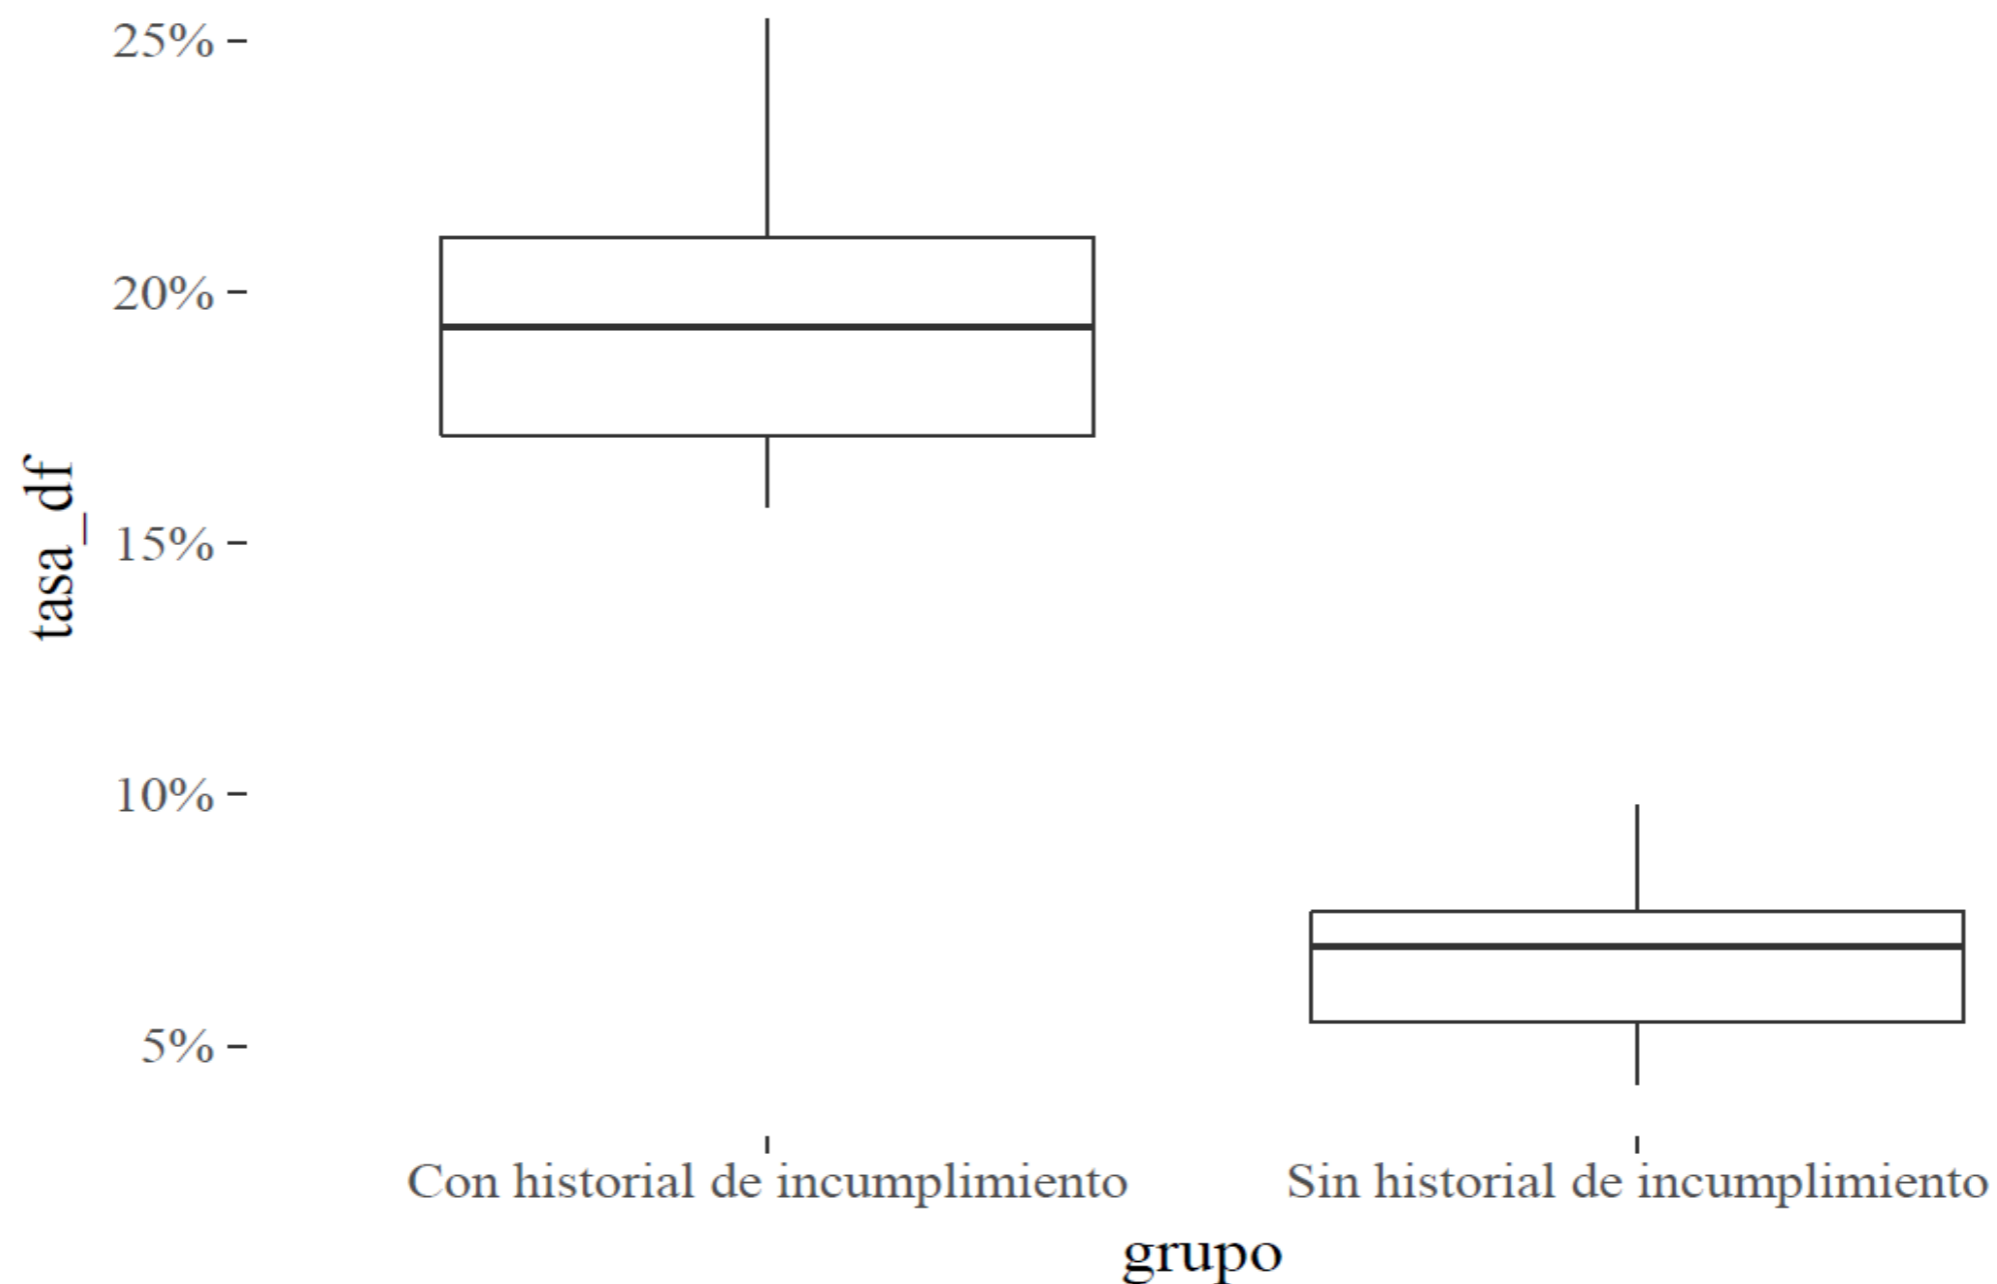 25%
20%
15%
10%
5%
tasa_df
Con historial de incumplimiento
Sin historial de incumplimiento
grupo